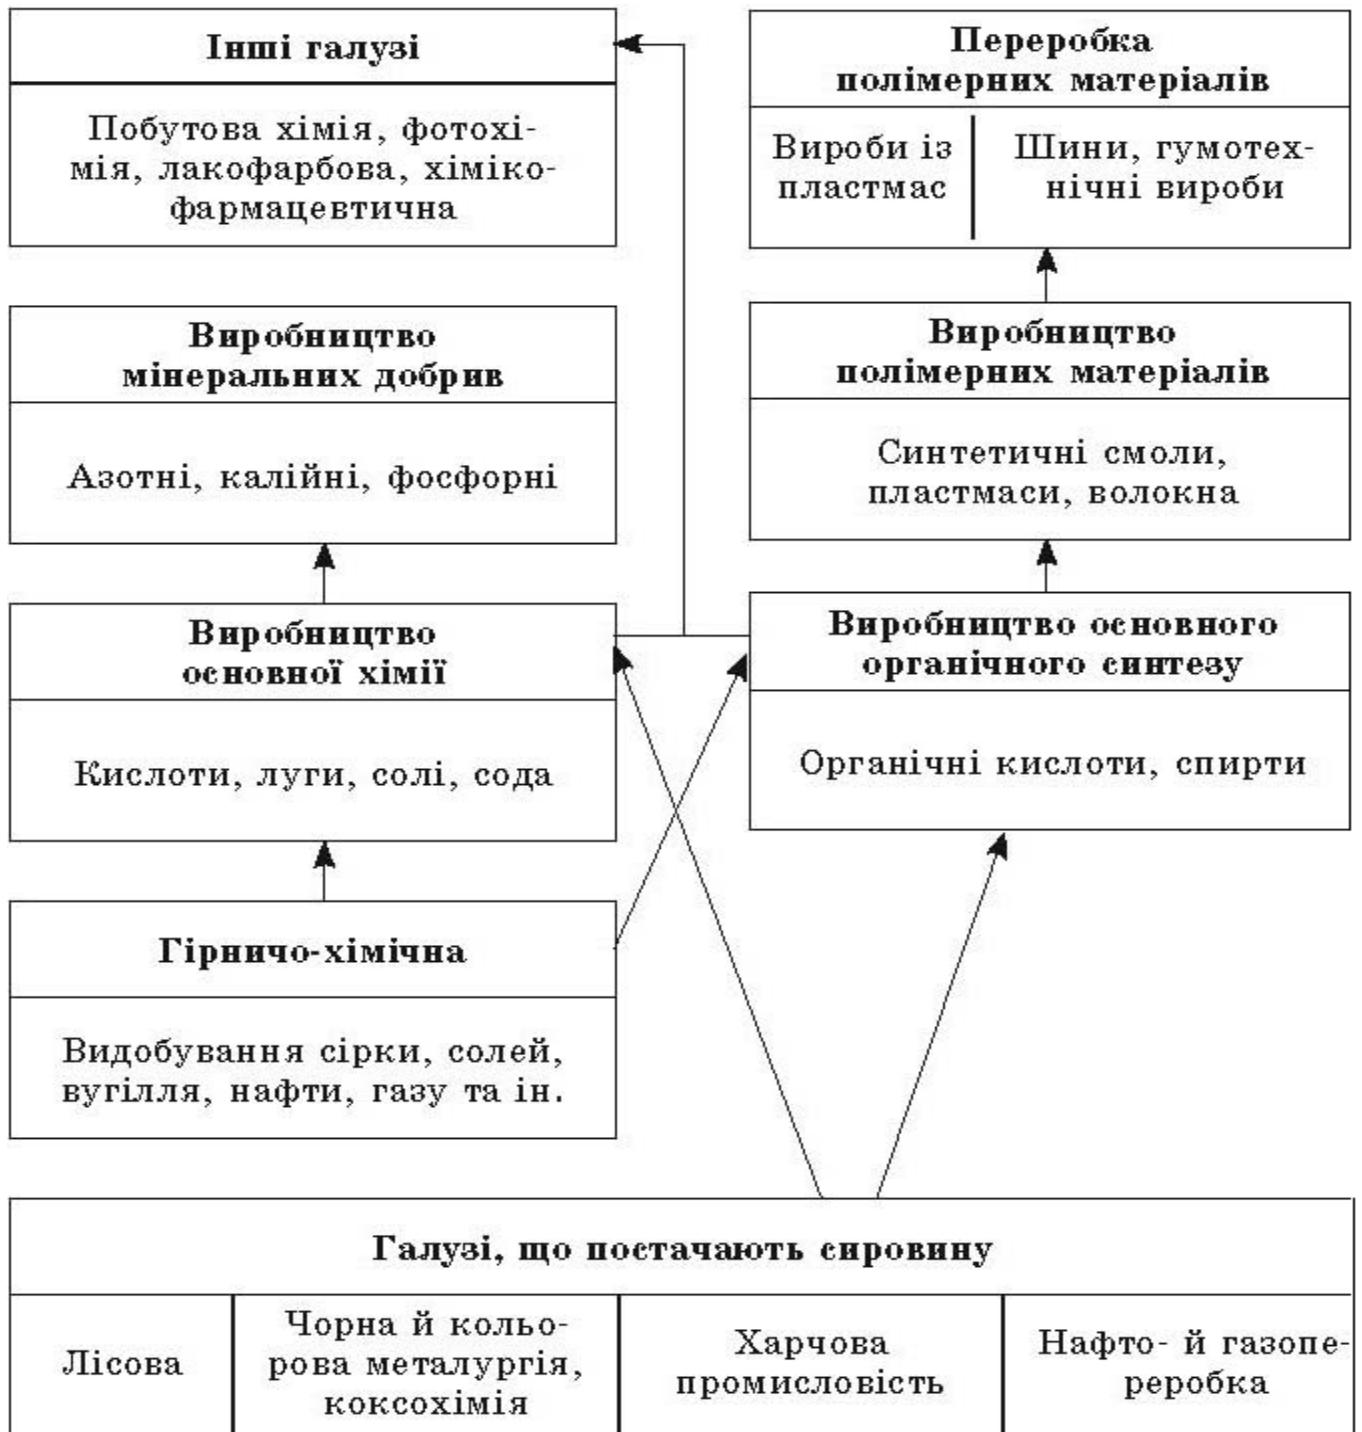 Інші галузі
Побутова хімія, фотохі-
мія, лакофарбова, хіміко-
фармацевтична
Переробка
полімерних матеріалів
Вироби із
пластмас
Шини, гумотех-
нічні вироби
Виробництво
мінеральних добрив
Азотні, калійні, фосфорні
Виробництво
полімерних матеріалів
Синтетичні смоли,
пластмаси, волокна
Виробництво
основної хімії
Кислоти, луги, солі, сода
Виробництво основного
органічного синтезу
Органічні кислоти, спирти
Гірничо-хімічна
Видобування сірки, солей,
вугілля, нафти, газу та ін.
Галузі, що постачають сировину
Лісова
Чорна й кольо-
рова металургія,
коксохімія
Харчова
промисловість
Нафто- й газопе-
реробка